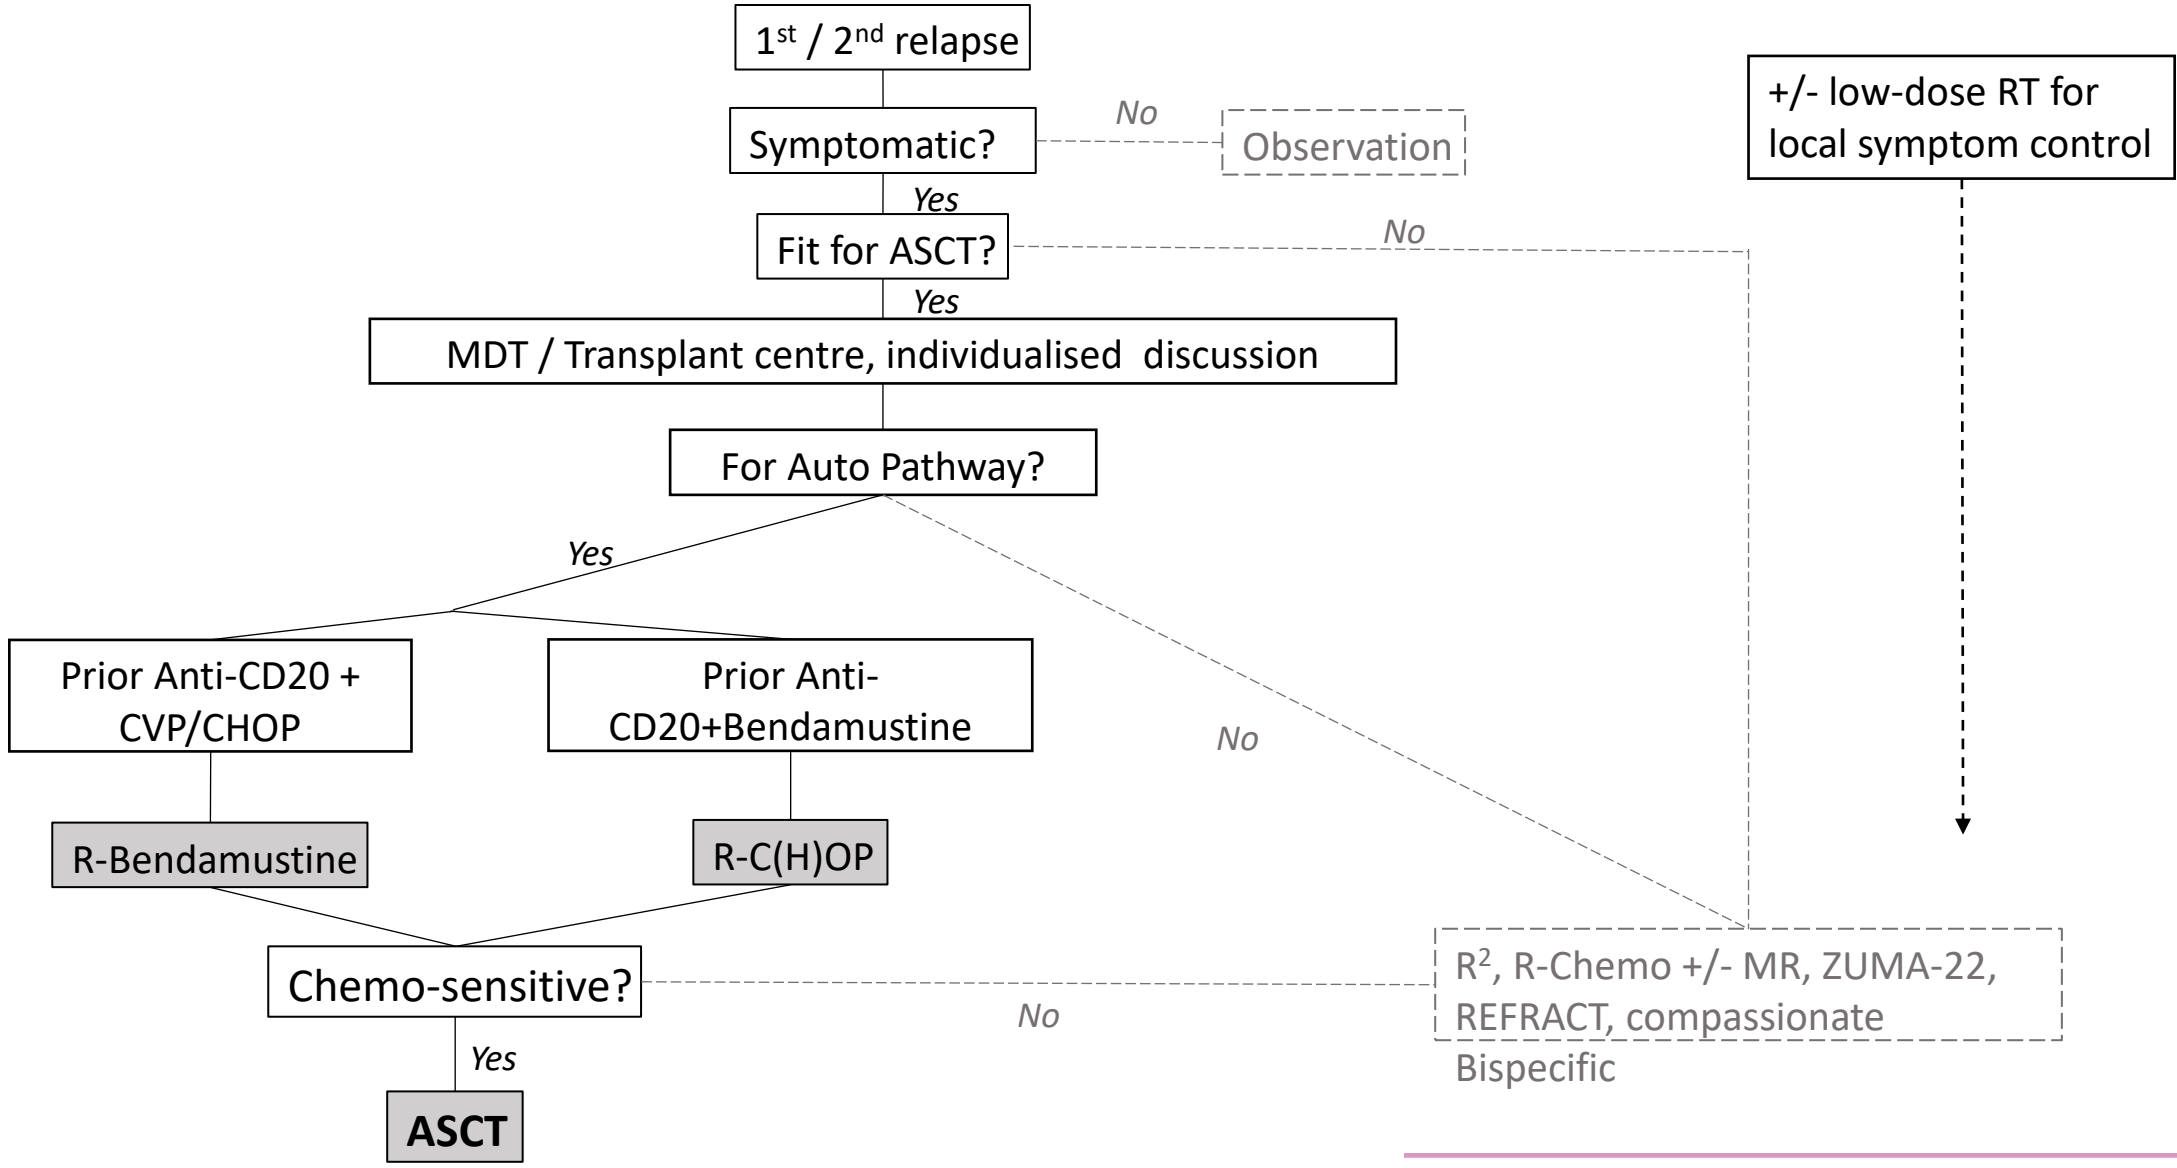 1st / 2nd relapse
Symptomatic?
No
Observation
+/- low-dose RT for
local symptom control
Yes
Fit for ASCT?
No
Yes
MDT / Transplant centre, individualised discussion
For Auto Pathway?
Yes
No
Prior Anti-CD20 +
CVP/CHOP
Prior Anti-
CD20+Bendamustine
R-Bendamustine
R-C(H)OP
Chemo-sensitive?
No
R², R-Chemo +/- MR, ZUMA-22,
REFRACT, compassionate
Bispecific
Yes
ASCT